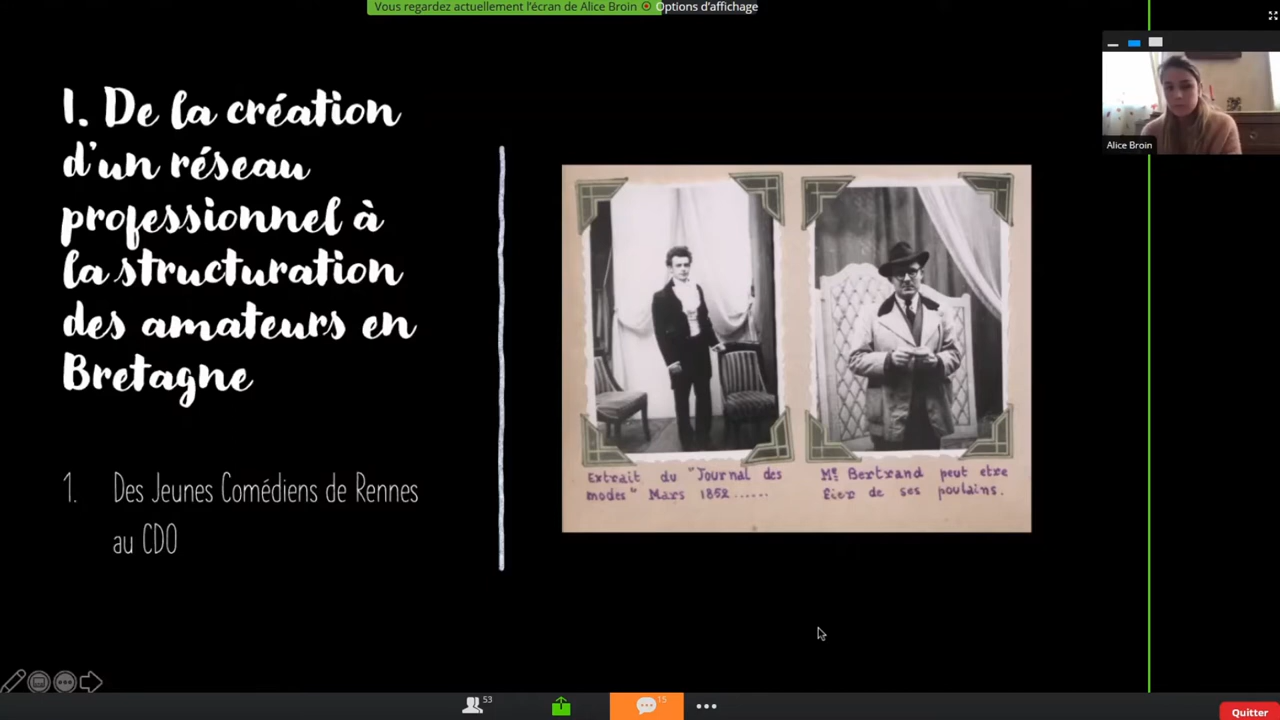 Vous regardez actuellement l'écran de Alice Broin
Options d'affichage
Alice Broin
I. De la création
d'un réseau
professionnel à
la structuration
des amateurs en
Bretagne
1. Des Jeunes Comédiens de Rennes
au CDO
Extrait du "Journal des
modes" Mars 1852......
Mr Bertrand peut etre
fier de ses poulains.
53
15
Quitter